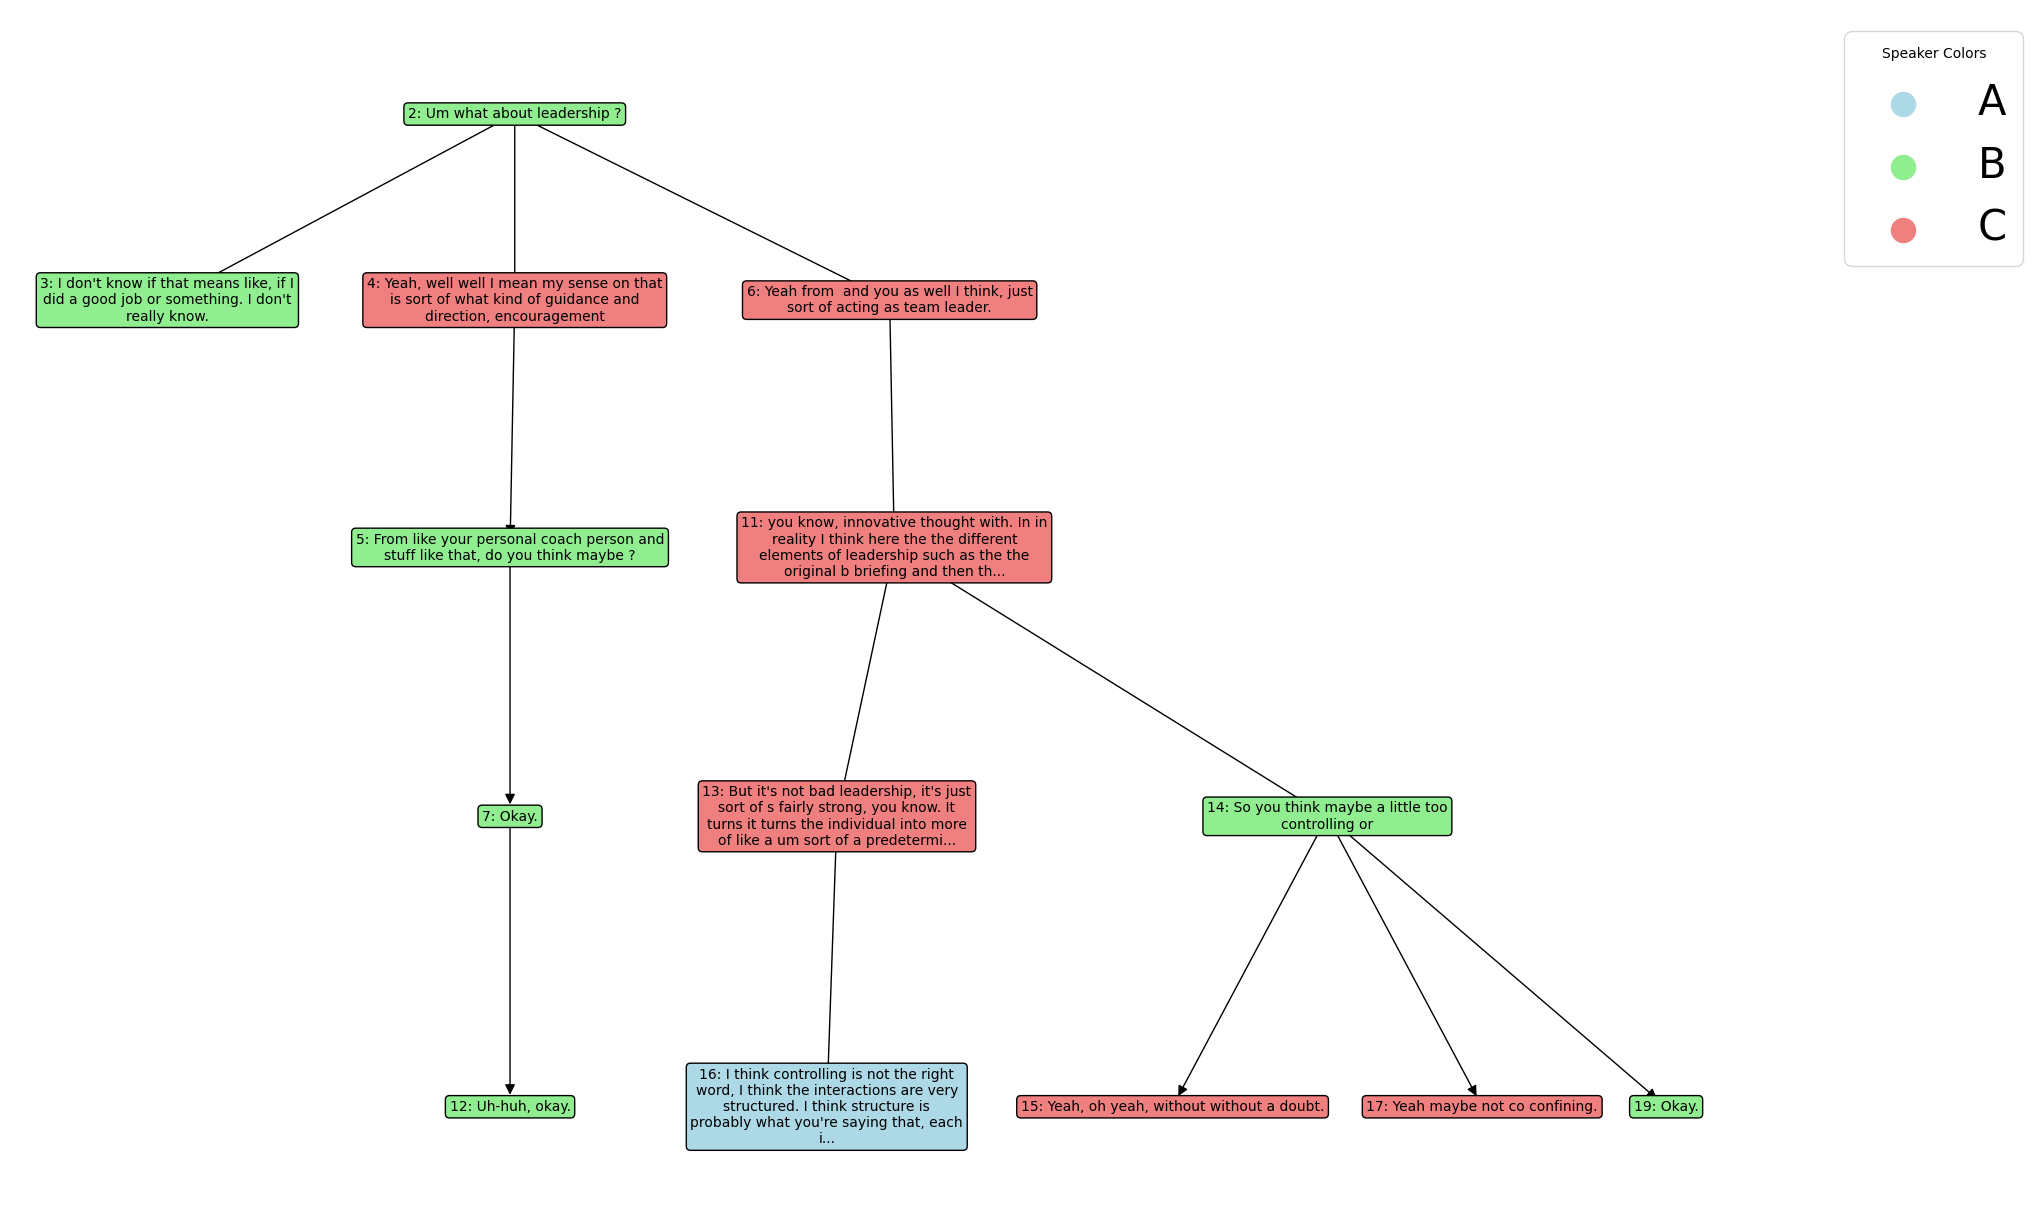 Speaker Colors
A
B
C
2: Um what about leadership ?
3: I don't know if that means like, if I
did a good job or something. I don't
really know.
4: Yeah, well well I mean my sense on that
is sort of what kind of guidance and
direction, encouragement
6: Yeah from  and you as well I think, just
sort of acting as team leader.
5: From like your personal coach person and
stuff like that, do you think maybe ?
11: you know, innovative thought with. In in
reality I think here the the different
elements of leadership such as the the
original b briefing and then th...
7: Okay.
13: But it's not bad leadership, it's just
sort of s fairly strong, you know. It
turns it turns the individual into more
of like a um sort of a predetermi...
14: So you think maybe a little too
controlling or
12: Uh-huh, okay.
16: I think controlling is not the right
word, I think the interactions are very
structured. I think structure is
probably what you're saying that, each
i...
15: Yeah, oh yeah, without without a doubt.
17: Yeah maybe not co confining.
19: Okay.